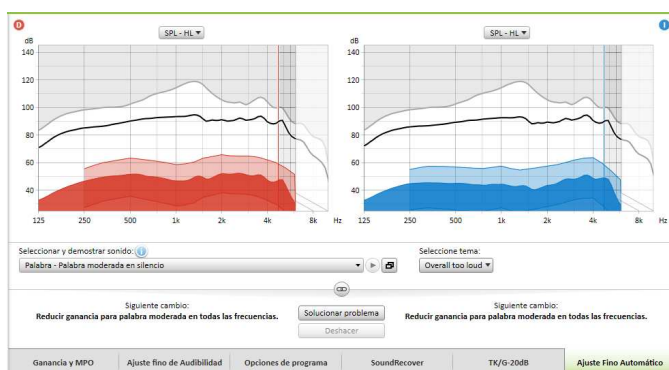 D
I
SPL - HL
SPL - HL
dB
dB
140
140
120
120
100
100
80
80
60
60
40
40
125 250 500 1k 2k 4k 8k Hz
125 250 500 1k 2k 4k 8k Hz
Seleccionar y demostrar sonido: i
Seleccione tema:
Palabra - Palabra moderada en silencio
Overall too loud
Siguiente cambio:
Siguiente cambio:
Reducir ganancia para palabra moderada en todas las frecuencias.
Solucionar problema
Reducir ganancia para palabra moderada en todas las frecuencias.
Deshacer
Ganancia y MPO Ajuste fino de Audibilidad Opciones de programa SoundRecover TK/G-20dB Ajuste Fino Automático